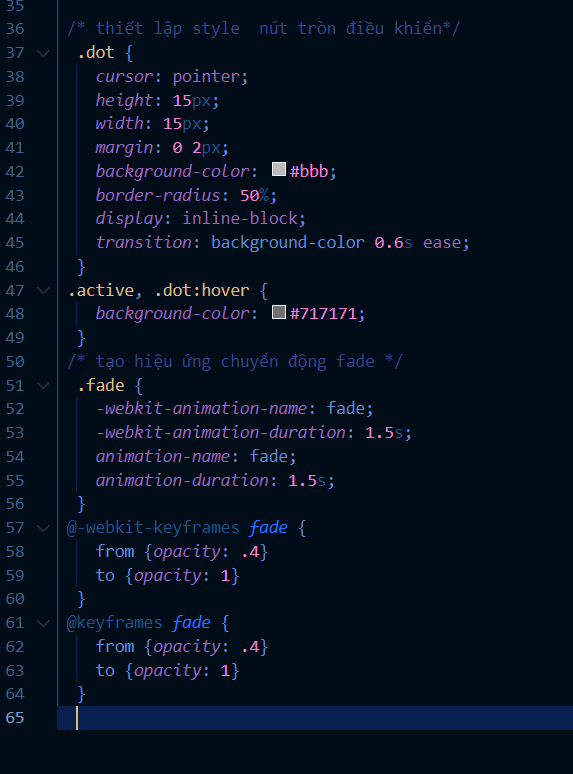 35
36 /* thiết lập style  nút tròn điều khiển*/
37 .dot {
38 cursor: pointer;
39 height: 15px;
40 width: 15px;
41 margin: 0 2px;
42 background-color: #bbb;
43 border-radius: 50%;
44 display: inline-block;
45 transition: background-color 0.6s ease;
46 }
47 .active, .dot:hover {
48 background-color: #717171;
49 }
50 /* tạo hiệu ứng chuyển động fade */
51 .fade {
52 -webkit-animation-name: fade;
53 -webkit-animation-duration: 1.5s;
54 animation-name: fade;
55 animation-duration: 1.5s;
56 }
57 @-webkit-keyframes fade {
58 from {opacity: .4}
59 to {opacity: 1}
60 }
61 @keyframes fade {
62 from {opacity: .4}
63 to {opacity: 1}
64 }
65